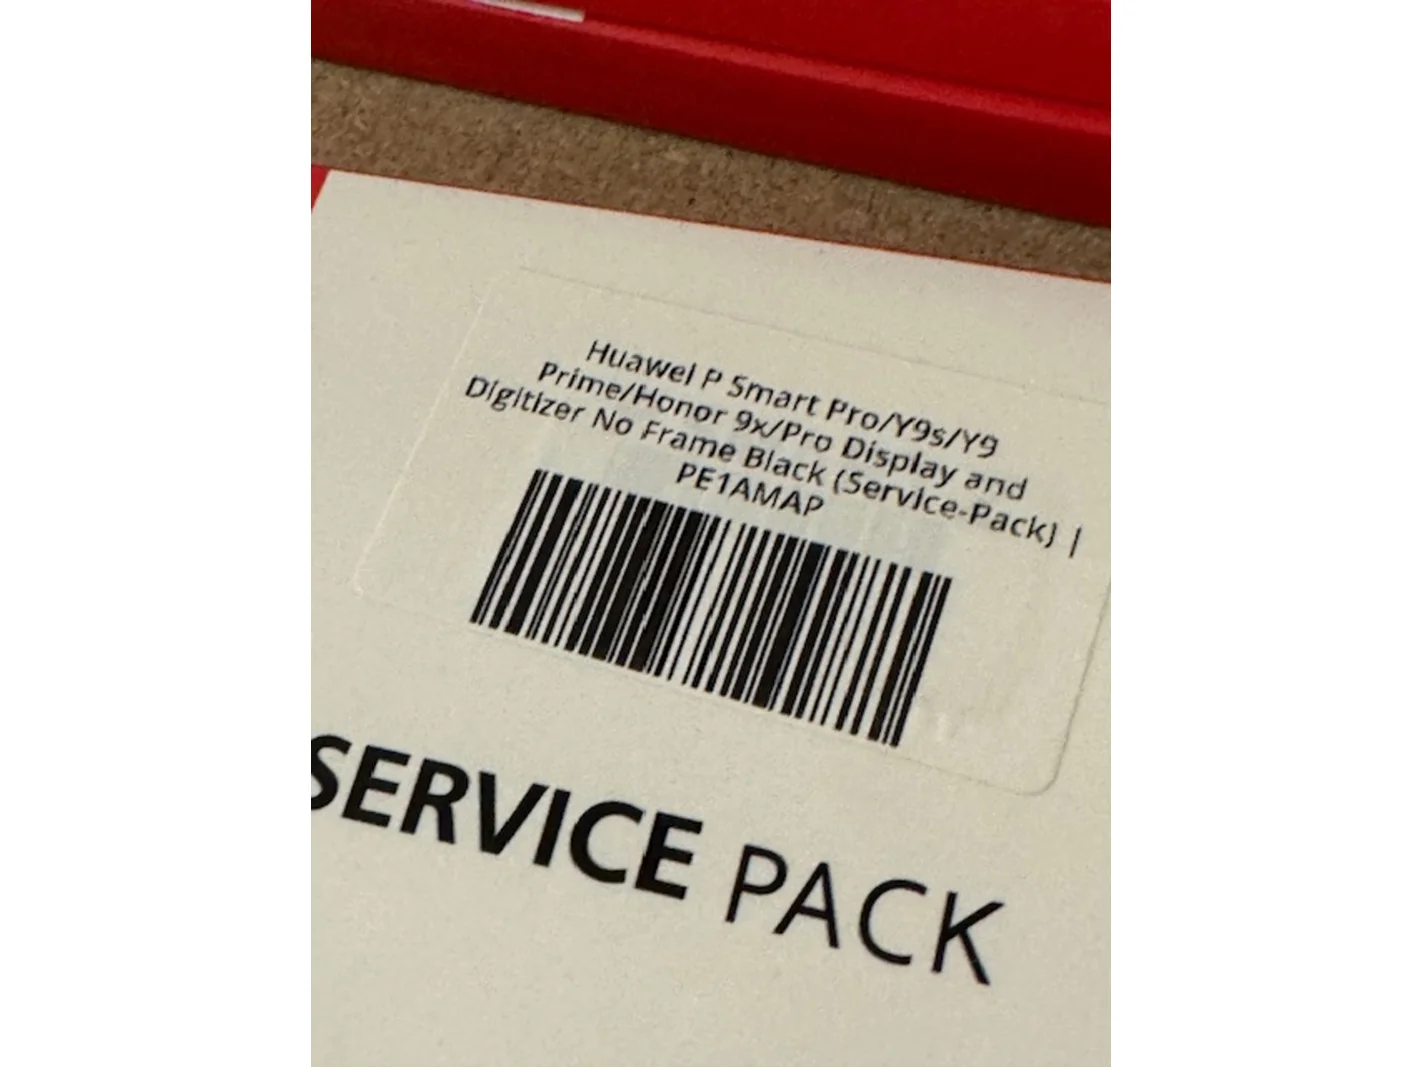 Huawei P Smart Pro/Y9s/Y9
Prime/Honor 9x/Pro Display and
Digitizer No Frame Black (Service-Pack) |
PE1AMAP
SERVICE PACK